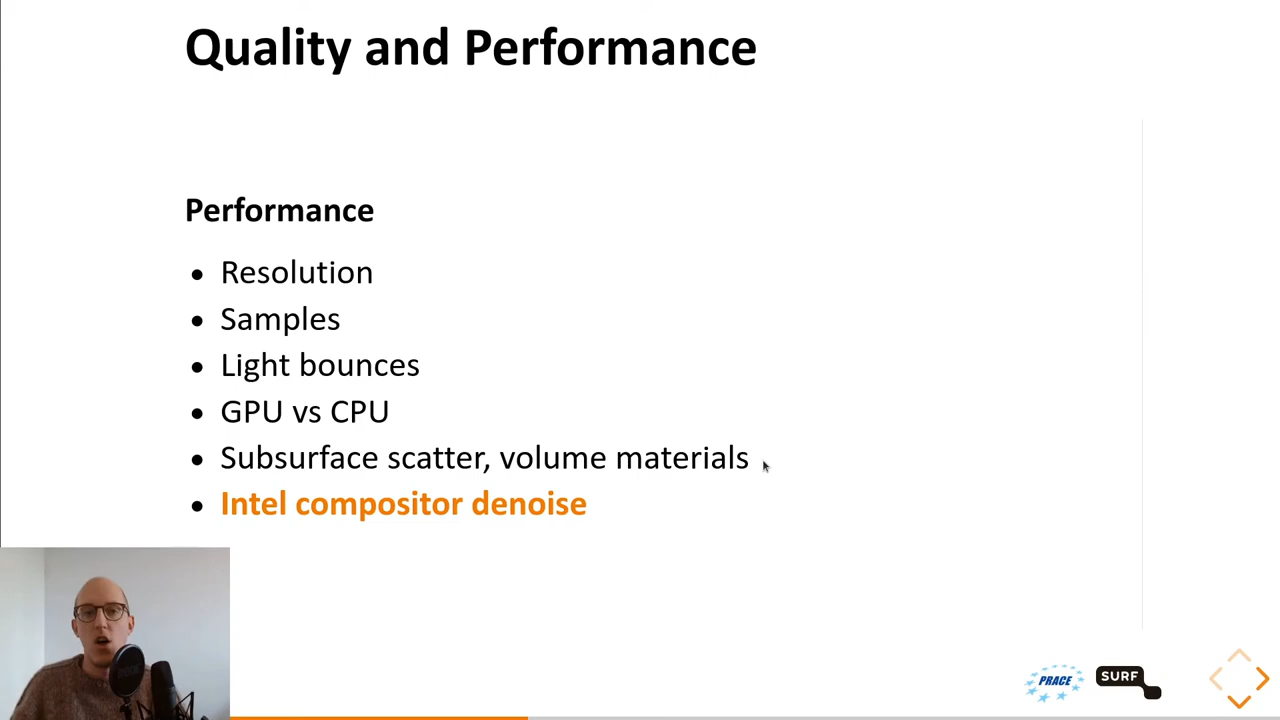 Quality and Performance
Performance
Resolution
Samples
Light bounces
GPU vs CPU
Subsurface scatter, volume materials
Intel compositor denoise
PRACE
SURF